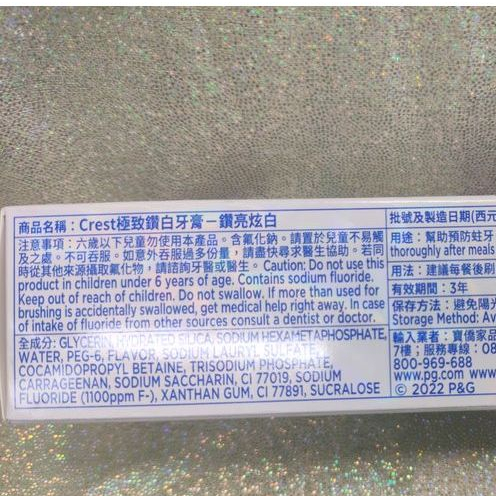 商品名稱：Crest極致鑽白牙膏－鑽亮炫白
注意事項：六歲以下兒童勿使用本產品。含氟化鈉。請置於兒童不易觸
及之處。不可吞服。如意外吞服過多份量，請盡快尋求醫生協助。若同
時從其他來源攝取氟化物，請諮詢牙醫或醫生。Caution: Do not use this
product in children under 6 years of age. Contains sodium fluoride.
Keep out of reach of children. Do not swallow. If more than used for
brushing is accidentally swallowed, get medical help right away. In case
of intake of fluoride from other sources consult a dentist or doctor.
全成分：GLYCERIN, HYDRATED SILICA, SODIUM HEXAMETAPHOSPHATE,
WATER, PEG-6, FLAVOR, SODIUM LAURYL SULFATE,
COCAMIDOPROPYL BETAINE, TRISODIUM PHOSPHATE,
CARRAGEENAN, SODIUM SACCHARIN, CI 77019, SODIUM
FLUORIDE (1100ppm F-), XANTHAN GUM, CI 77891, SUCRALOSE
批號及製造日期(西元
用途：幫助預防蛀牙
thoroughly after meals
用法：建議每餐後刷
有效期間：3年
保存方法：避免陽
Storage Method: Av
輸入業者：寶僑家品
7樓；服務專線：08
800-969-688
www.pg.com www.p
© 2022 P&G